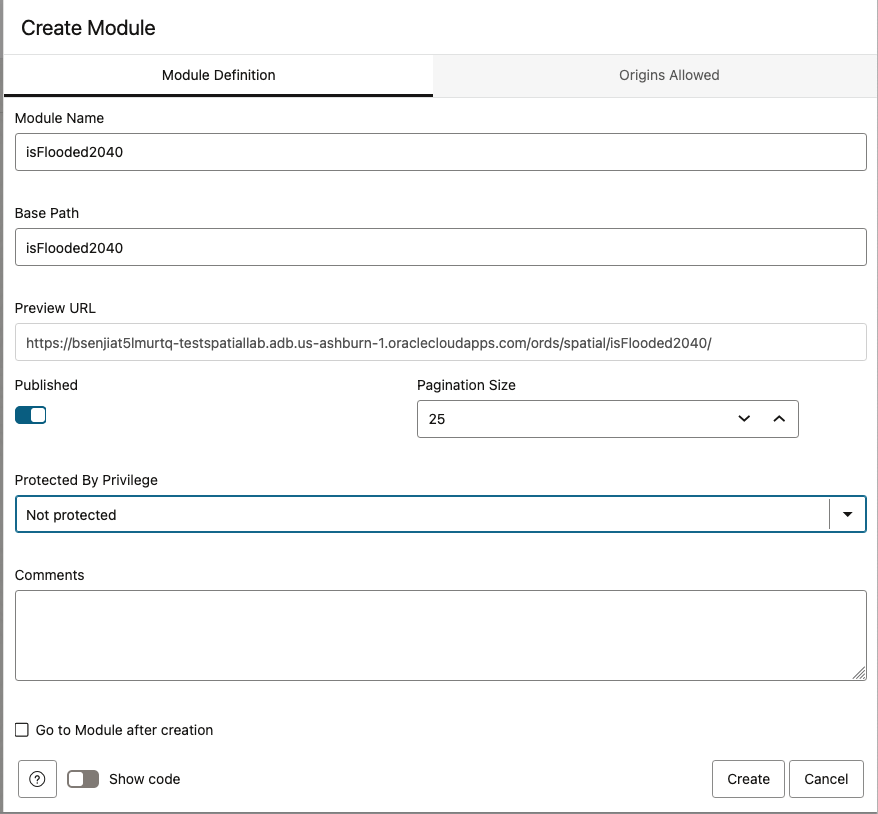 Create Module
Module Definition
Origins Allowed
Module Name
isFlooded2040
Base Path
isFlooded2040
Preview URL
https://bsenjiat5lmurtq-testspatiallab.adb.us-ashburn-1.oraclecloudapps.com/ords/spatial/isFlooded2040/
Published
Pagination Size
25
Protected By Privilege
Not protected
Comments
Go to Module after creation
?
Show code
Create
Cancel